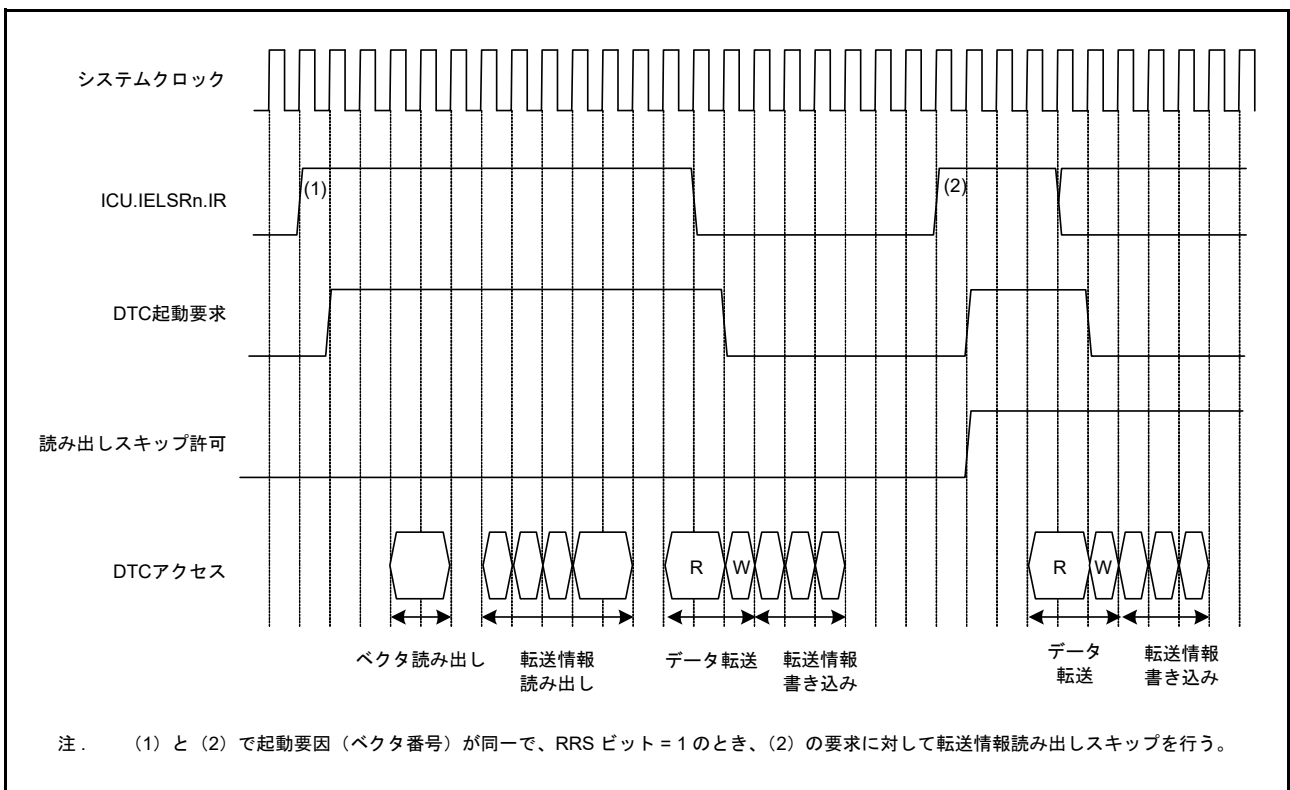 システムクロック
ICU.IELSRn.IR
(1)
(2)
DTC起動要求
読み出しスキップ許可
DTCアクセス
R
W
R
W
ベクタ読み出し
転送情報
読み出し
データ転送
転送情報
書き込み
データ
転送
転送情報
書き込み
注 . (1)と(2)で起動要因(ベクタ番号)が同一で、RRS ビット = 1 のとき、(2)の要求に対して転送情報読み出しスキップを行う。